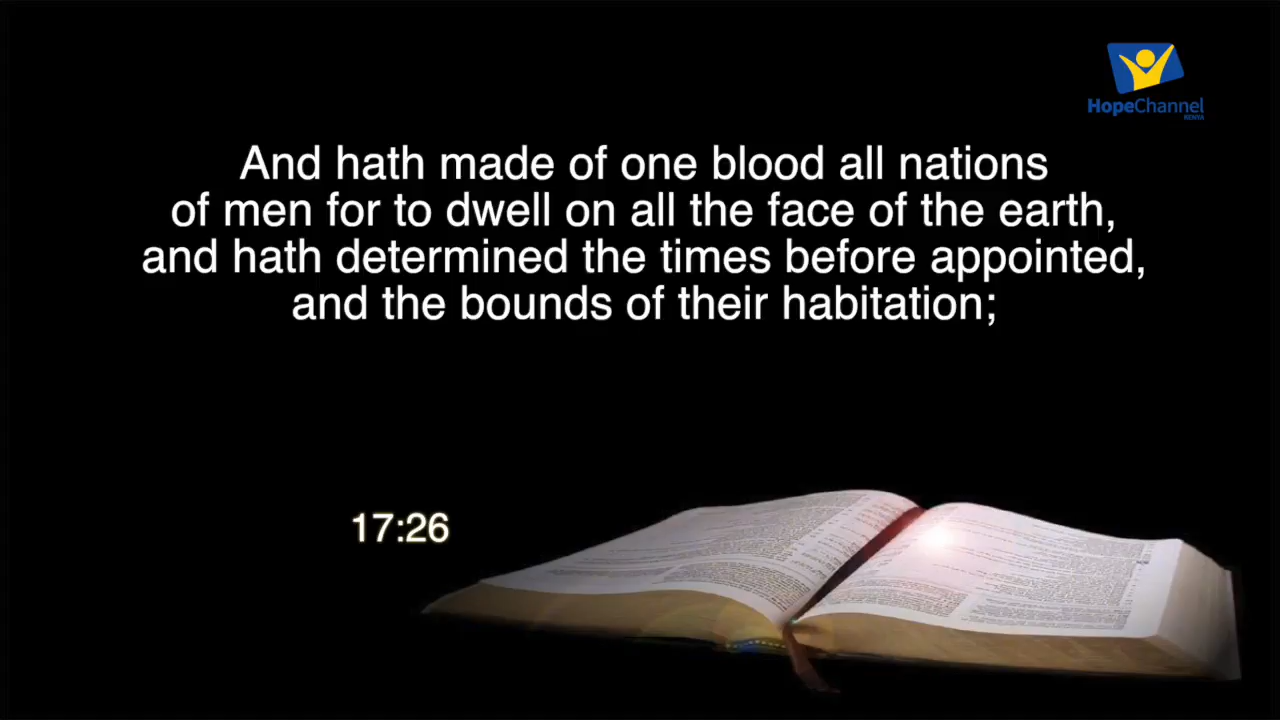 HopeChannel
KENYA
And hath made of one blood all nations
of men for to dwell on all the face of the earth,
and hath determined the times before appointed,
and the bounds of their habitation;
17:26